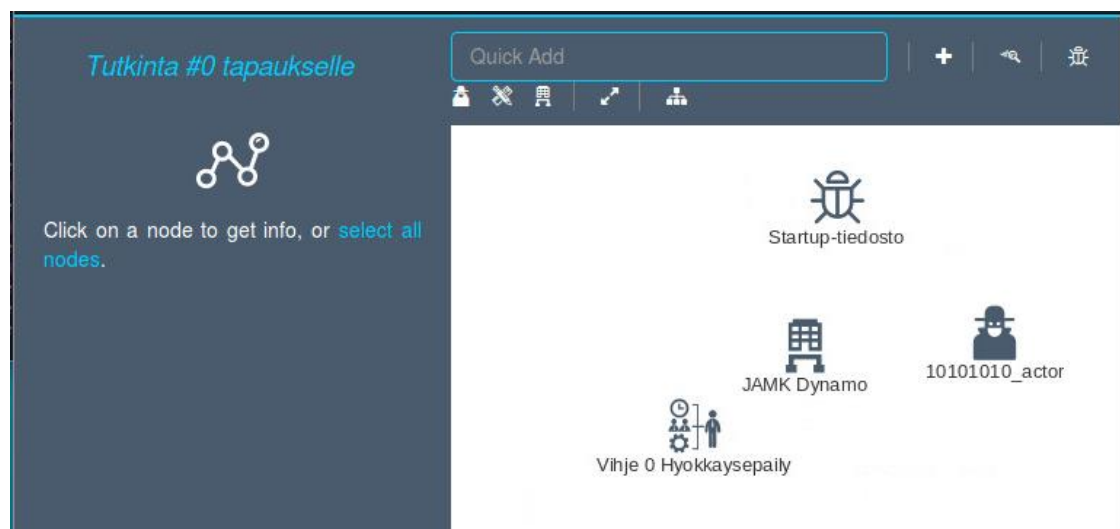 Tutkinta #0 tapaukselle
Click on a node to get info, or select all
nodes.
Quick Add
Startup-tiedosto
JAMK Dynamo
10101010_actor
Vihje 0 Hyokkaysepaily